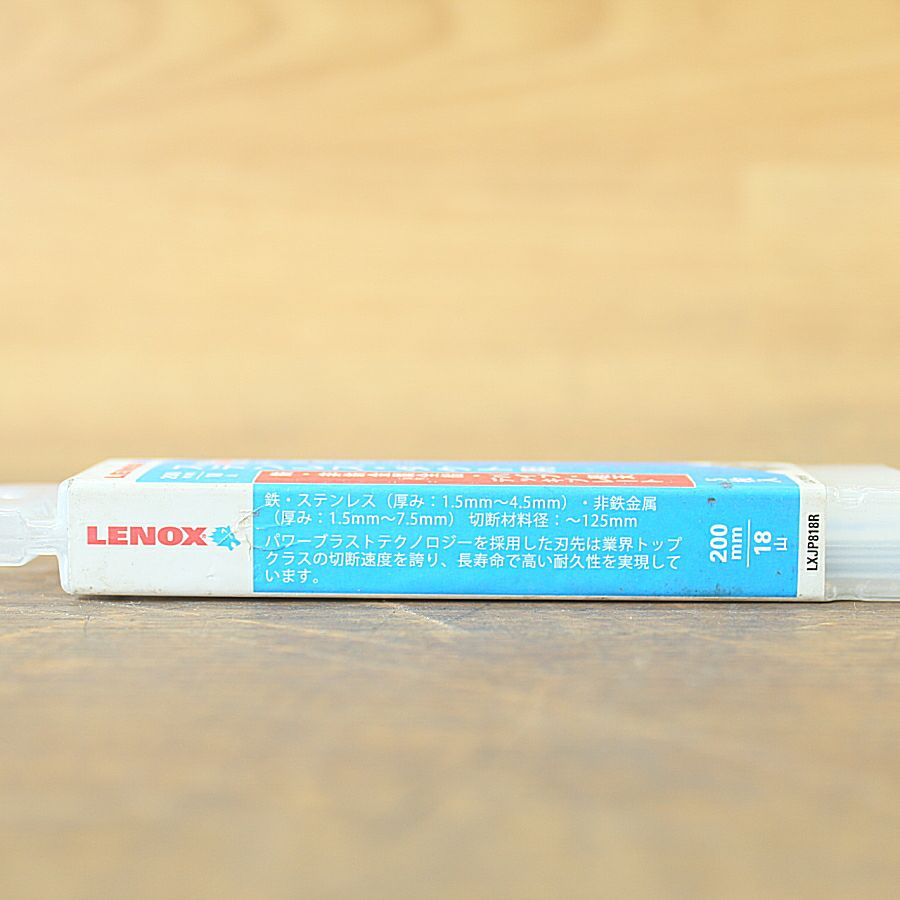 LENOX
鉄・ステンレス（厚み：1.5mm〜4.5mm）・非鉄金属
（厚み：1.5mm〜7.5mm） 切断材料径：〜125mm
パワーブラストテクノロジーを採用した刃先は業界トップ
クラスの切断速度を誇り、長寿命で高い耐久性を実現して
います。
200
mm
18
山
LXJP818R